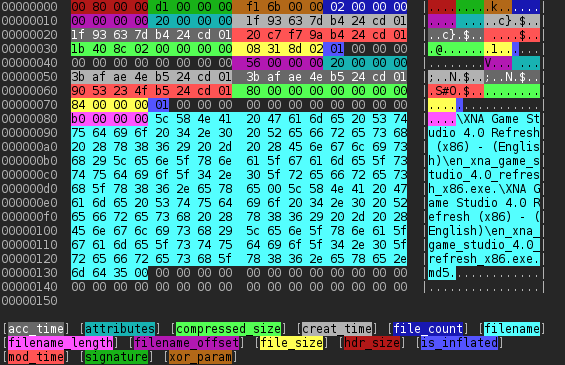 00000000 00 80 00 00 d1 00 00 00 f1 6b 00 00 02 00 00 00 |.........k......|
00000010 00 00 00 00 20 00 00 00 1f 93 63 7d b4 24 cd 01 |.... .....c}.$..|
00000020 1f 93 63 7d b4 24 cd 01 20 c7 f7 9a b4 24 cd 01 |..c}.$.. ....$..|
00000030 1b 40 8c 02 00 00 00 00 08 31 8d 02 01 00 00 00 |.@.......1......|
00000040 00 00 00 00 00 00 00 00 56 00 00 00 20 00 00 00 |........V... ...|
00000050 3b af ae 4e b5 24 cd 01 3b af ae 4e b5 24 cd 01 |;..N.$..;..N.$..|
00000060 90 53 23 4f b5 24 cd 01 80 00 00 00 00 00 00 00 |.S#O.$..........|
00000070 84 00 00 00 01 00 00 00 00 00 00 00 00 00 00 00 |................|
00000080 b0 00 00 00 5c 58 4e 41 20 47 61 6d 65 20 53 74 |....\XNA Game St|
00000090 75 64 69 6f 20 34 2e 30 20 52 65 66 72 65 73 68 |udio 4.0 Refresh|
000000a0 20 28 78 38 36 29 20 2d 20 28 45 6e 67 6c 69 73 | (x86) - (Englis|
000000b0 68 29 5c 65 6e 5f 78 6e 61 5f 67 61 6d 65 5f 73 |h)\en_xna_game_s|
000000c0 74 75 64 69 6f 5f 34 2e 30 5f 72 65 66 72 65 73 |tudio_4.0_refres|
000000d0 68 5f 78 38 36 2e 65 78 65 00 5c 58 4e 41 20 47 |h_x86.exe.\XNA G|
000000e0 61 6d 65 20 53 74 75 64 69 6f 20 34 2e 30 20 52 |ame Studio 4.0 R|
000000f0 65 66 72 65 73 68 20 28 78 38 36 29 20 2d 20 28 |efresh (x86) - (|
00000100 45 6e 67 6c 69 73 68 29 5c 65 6e 5f 78 6e 61 5f |English)\en_xna_|
00000110 67 61 6d 65 5f 73 74 75 64 69 6f 5f 34 2e 30 5f |game_studio_4.0_|
00000120 72 65 66 72 65 73 68 5f 78 38 36 2e 65 78 65 2e |refresh_x86.exe.|
00000130 6d 64 35 00 00 00 00 00 00 00 00 00 00 00 00 00 |md5.............|
00000140 00 00 00 00 00 00 00 00 00 00 00 00 00 00 00 00 |................|
00000150
[acc_time] [attributes] [compressed_size] [creat_time] [file_count] [filename]
[filename_length] [filename_offset] [file_size] [hdr_size] [is_inflated]
[mod_time] [signature] [xor_param]